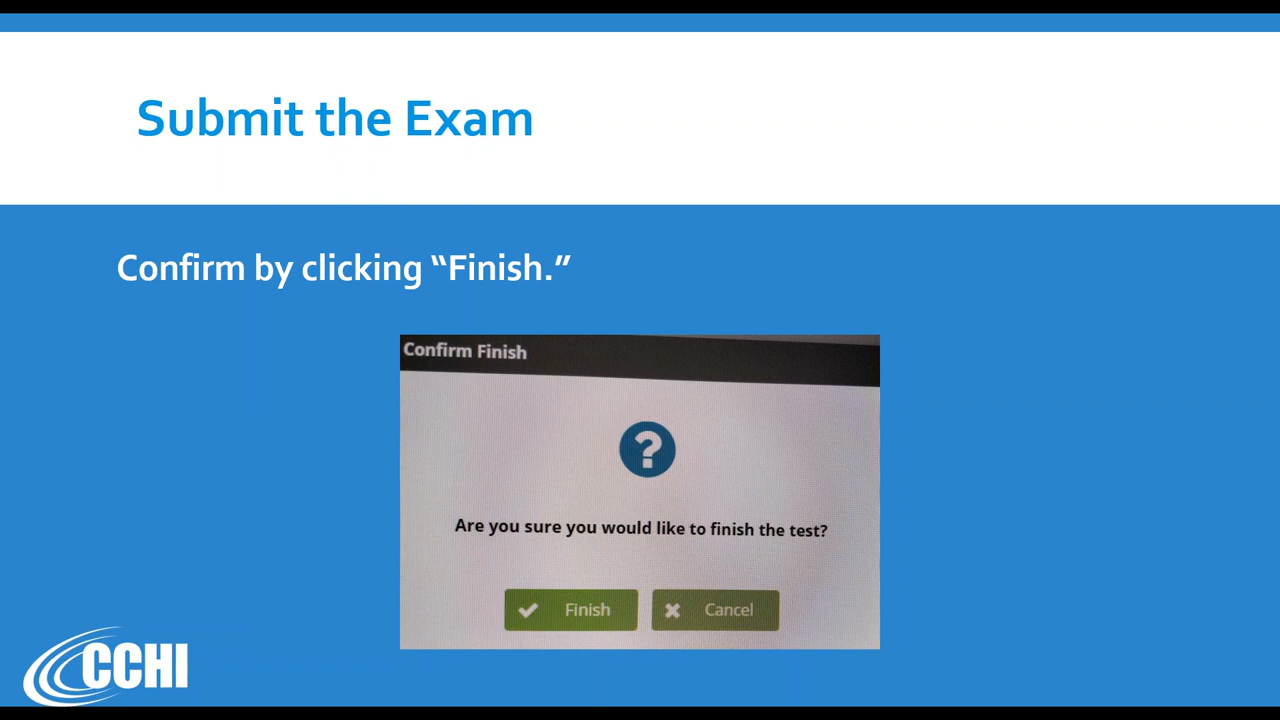 Submit the Exam
Confirm by clicking “Finish.”
Confirm Finish
?
Are you sure you would like to finish the test?
Finish
Cancel
CCHI